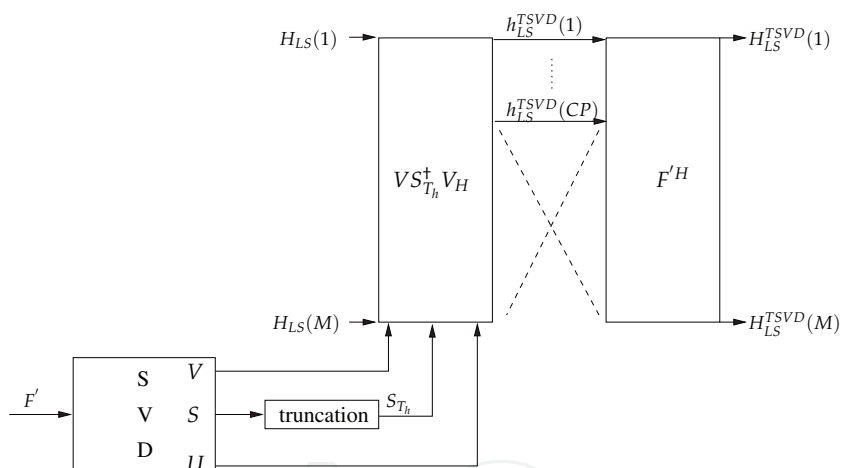 H_{LS}(1)
h_{LS}^{TSVD}(1)
H_{LS}^{TSVD}(1)
h_{LS}^{TSVD}(CP)
VS_{T_h}^{†}V_H
F'^H
H_{LS}(M)
H_{LS}^{TSVD}(M)
F'
S
V
D
V
S
U
truncation
S_{T_h}